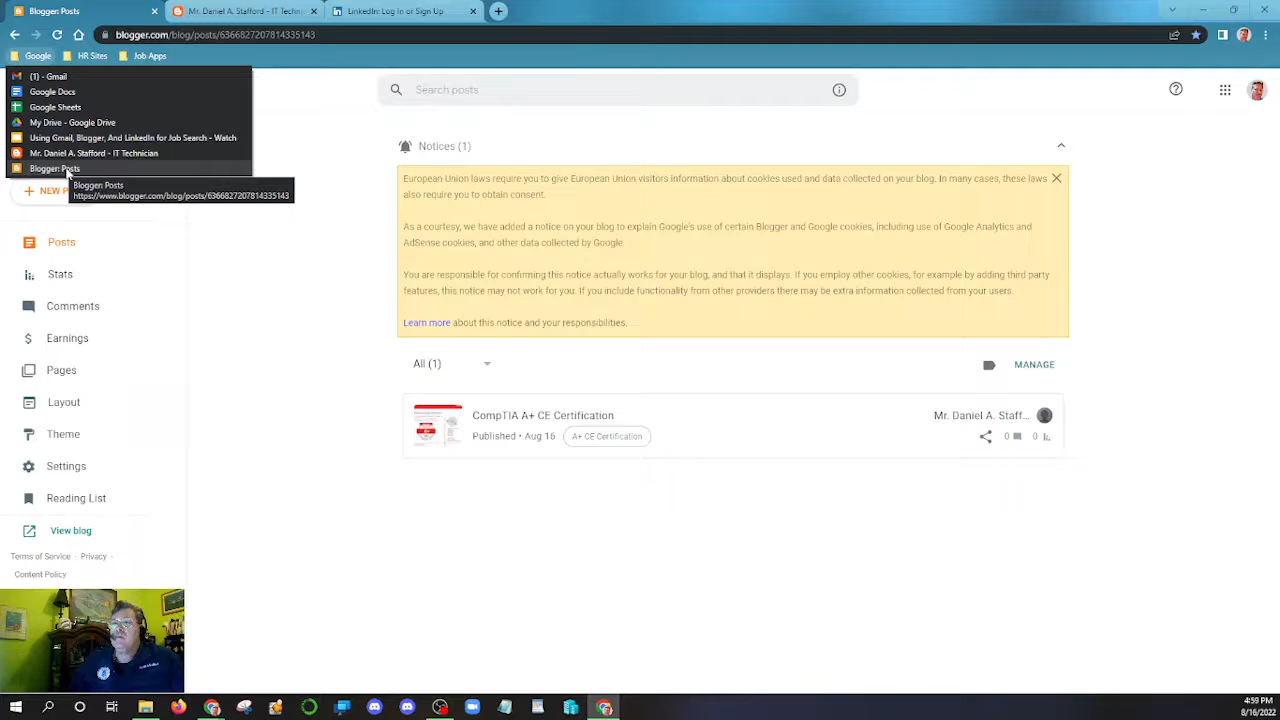 Blogger: Posts
Mr. Daniel A. Stafford - IT Technic
LinkedIn: Log In or Sign Up
blogger.com/blog/posts/6366827207814335143
Google
HR Sites
Job Apps
(1) - Gmail
Google Docs
Google Sheets
My Drive - Google Drive
Using Gmail, Blogger, And LinkedIn for Job Search - Watch
Mr. Daniel A. Stafford - IT Technician
Blogger: Posts
Blogger: Posts
https://www.blogger.com/blog/posts/6366827207814335143
Search posts
+ NEW P
Posts
Stats
Comments
Earnings
Pages
Layout
Theme
Settings
Reading List
View blog
Terms of Service · Privacy ·
Content Policy
Notices (1)
European Union laws require you to give European Union visitors information about cookies used and data collected on your blog. In many cases, these laws
also require you to obtain consent.
As a courtesy, we have added a notice on your blog to explain Google's use of certain Blogger and Google cookies, including use of Google Analytics and
AdSense cookies, and other data collected by Google.
You are responsible for confirming this notice actually works for your blog, and that it displays. If you employ other cookies, for example by adding third party
features, this notice may not work for you. If you include functionality from other providers there may be extra information collected from your users.
Learn more about this notice and your responsibilities.
All (1)
MANAGE
CompTIA A+ CE Certification
Mr. Daniel A. Staff...
Published • Aug 16
A+ CE Certification
0
0
4:59 PM
8/16/2022